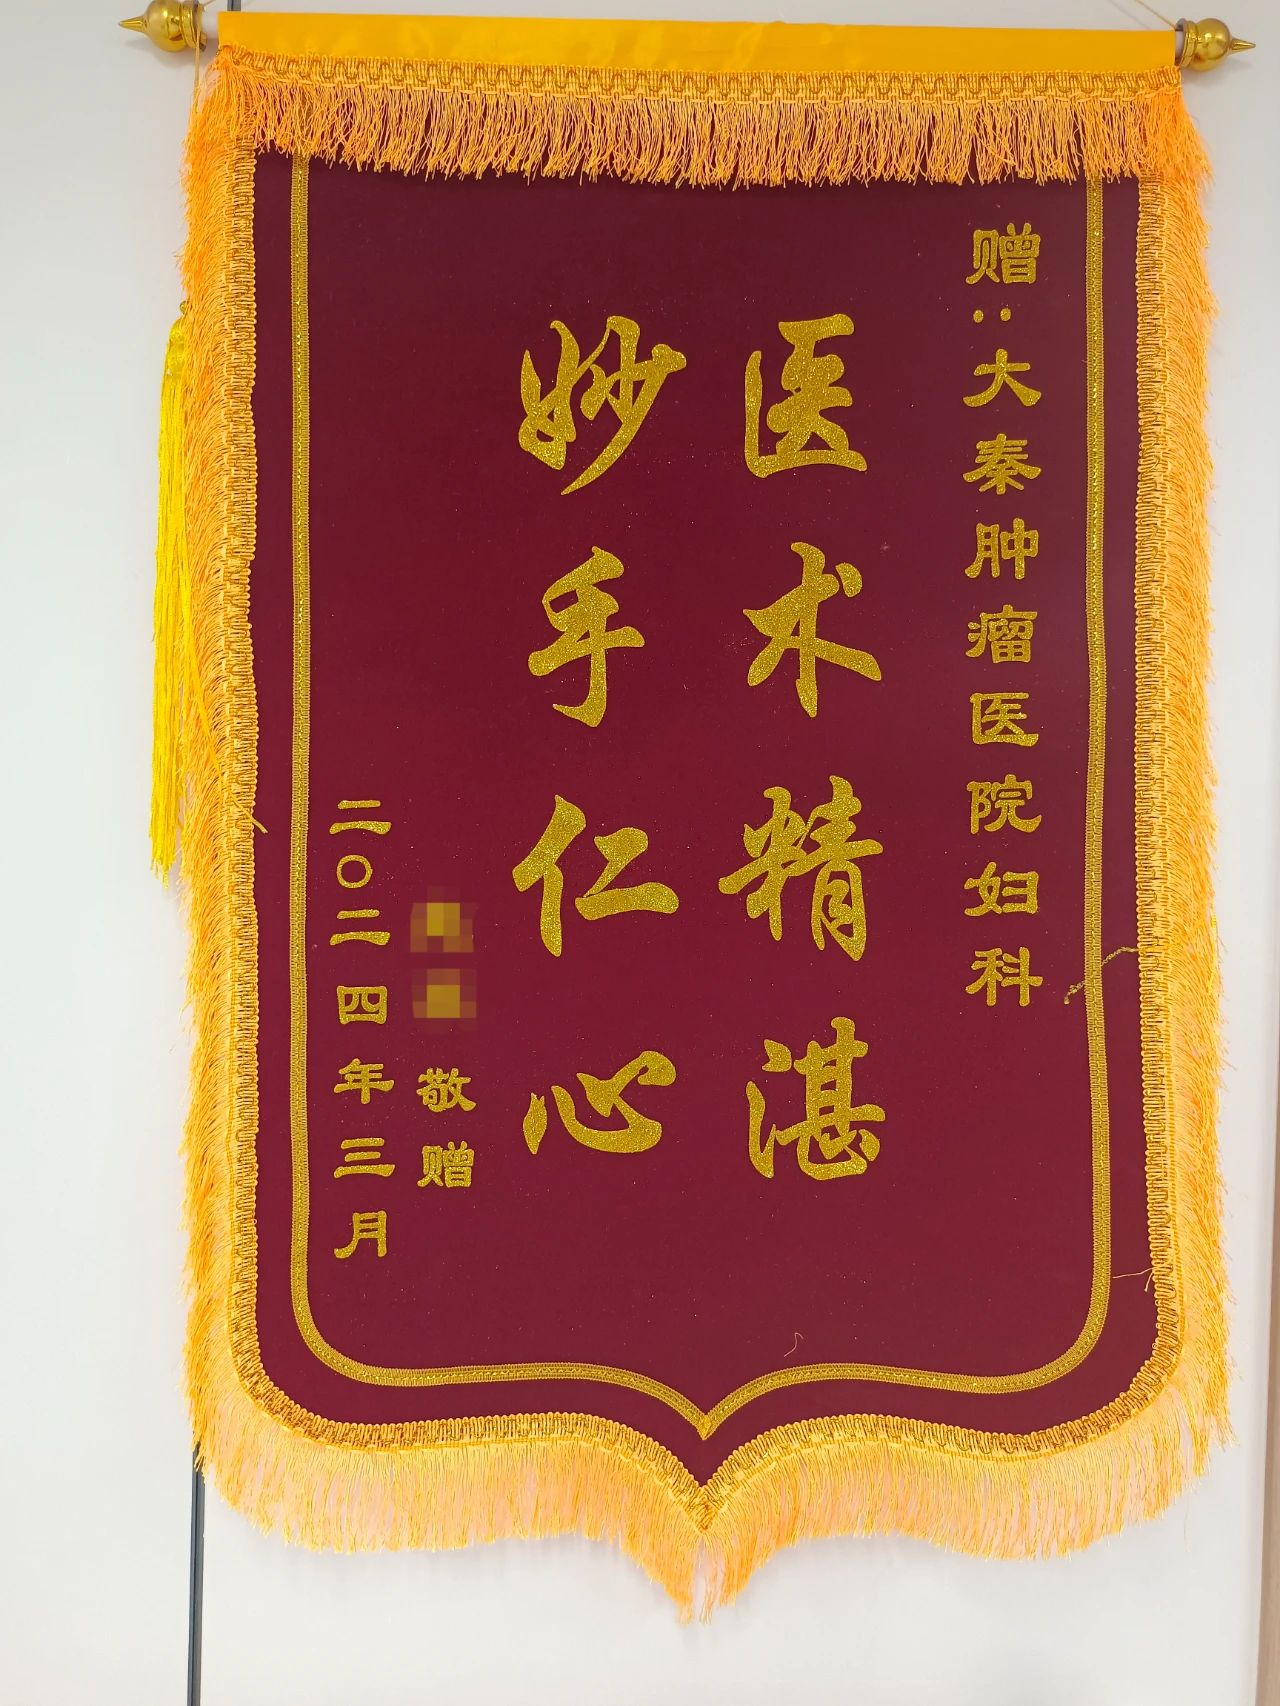 赠:大秦肿瘤医院妇科
医术精湛
妙手仁心
敬赠
二〇二四年三月